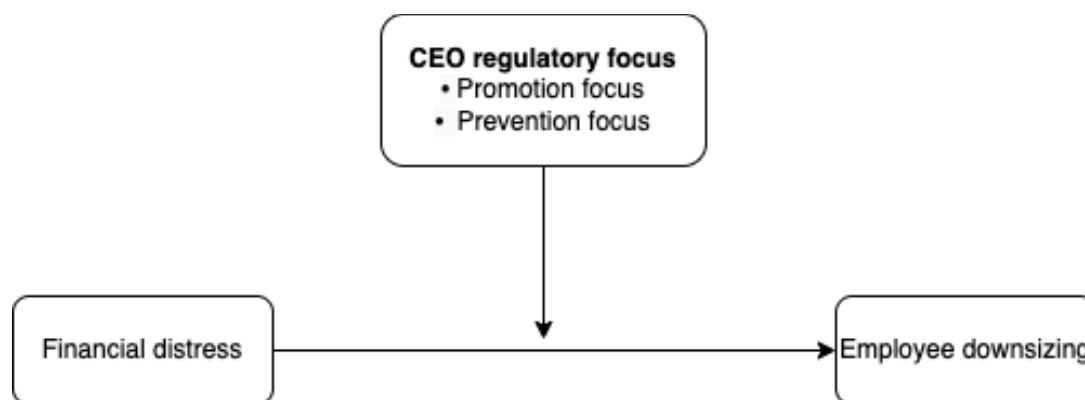 CEO regulatory focus
• Promotion focus
• Prevention focus
Financial distress
Employee downsizing